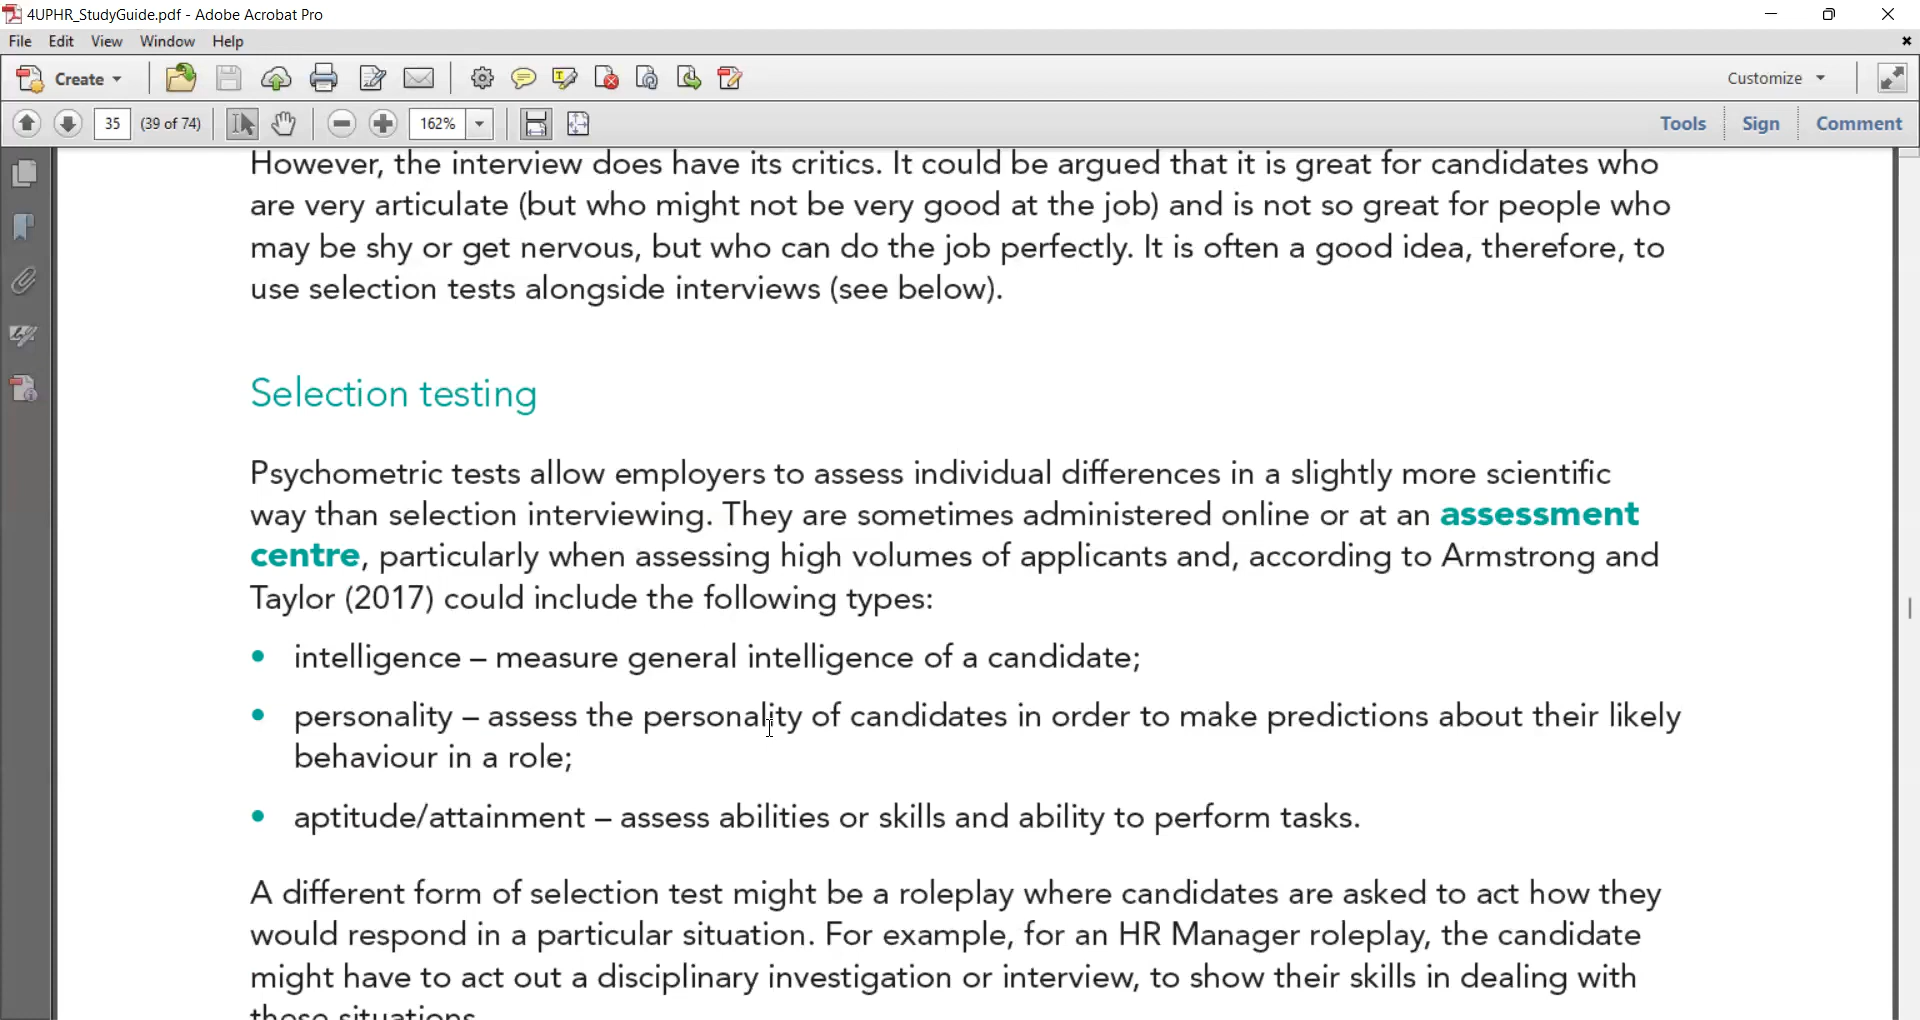 4UPHR_StudyGuide.pdf - Adobe Acrobat Pro
File Edit View Window Help
Create Customize
35 (39 of 74) 162% Tools Sign Comment
However, the interview does have its critics. It could be argued that it is great for candidates who
are very articulate (but who might not be very good at the job) and is not so great for people who
may be shy or get nervous, but who can do the job perfectly. It is often a good idea, therefore, to
use selection tests alongside interviews (see below).
Selection testing
Psychometric tests allow employers to assess individual differences in a slightly more scientific
way than selection interviewing. They are sometimes administered online or at an assessment
centre, particularly when assessing high volumes of applicants and, according to Armstrong and
Taylor (2017) could include the following types:
• intelligence – measure general intelligence of a candidate;
• personality – assess the personality of candidates in order to make predictions about their likely
behaviour in a role;
• aptitude/attainment – assess abilities or skills and ability to perform tasks.
A different form of selection test might be a roleplay where candidates are asked to act how they
would respond in a particular situation. For example, for an HR Manager roleplay, the candidate
might have to act out a disciplinary investigation or interview, to show their skills in dealing with
these situations.